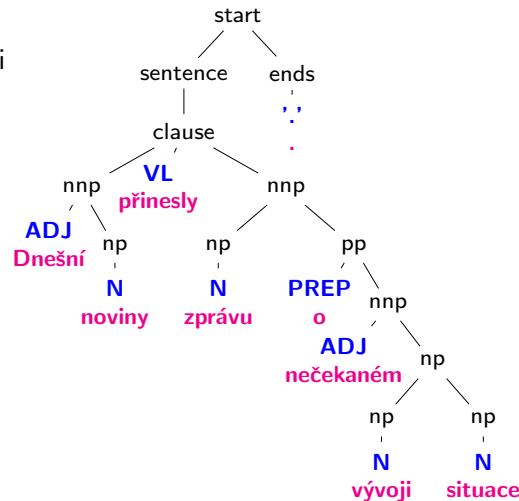 start
i
sentence ends
'.'
clause .
VL
nnp přinesly nnp
ADJ np np pp
Dnešní
N N PREP nnp
noviny zprávu o
ADJ np
nečekaném
np np
N N
vývoji situace